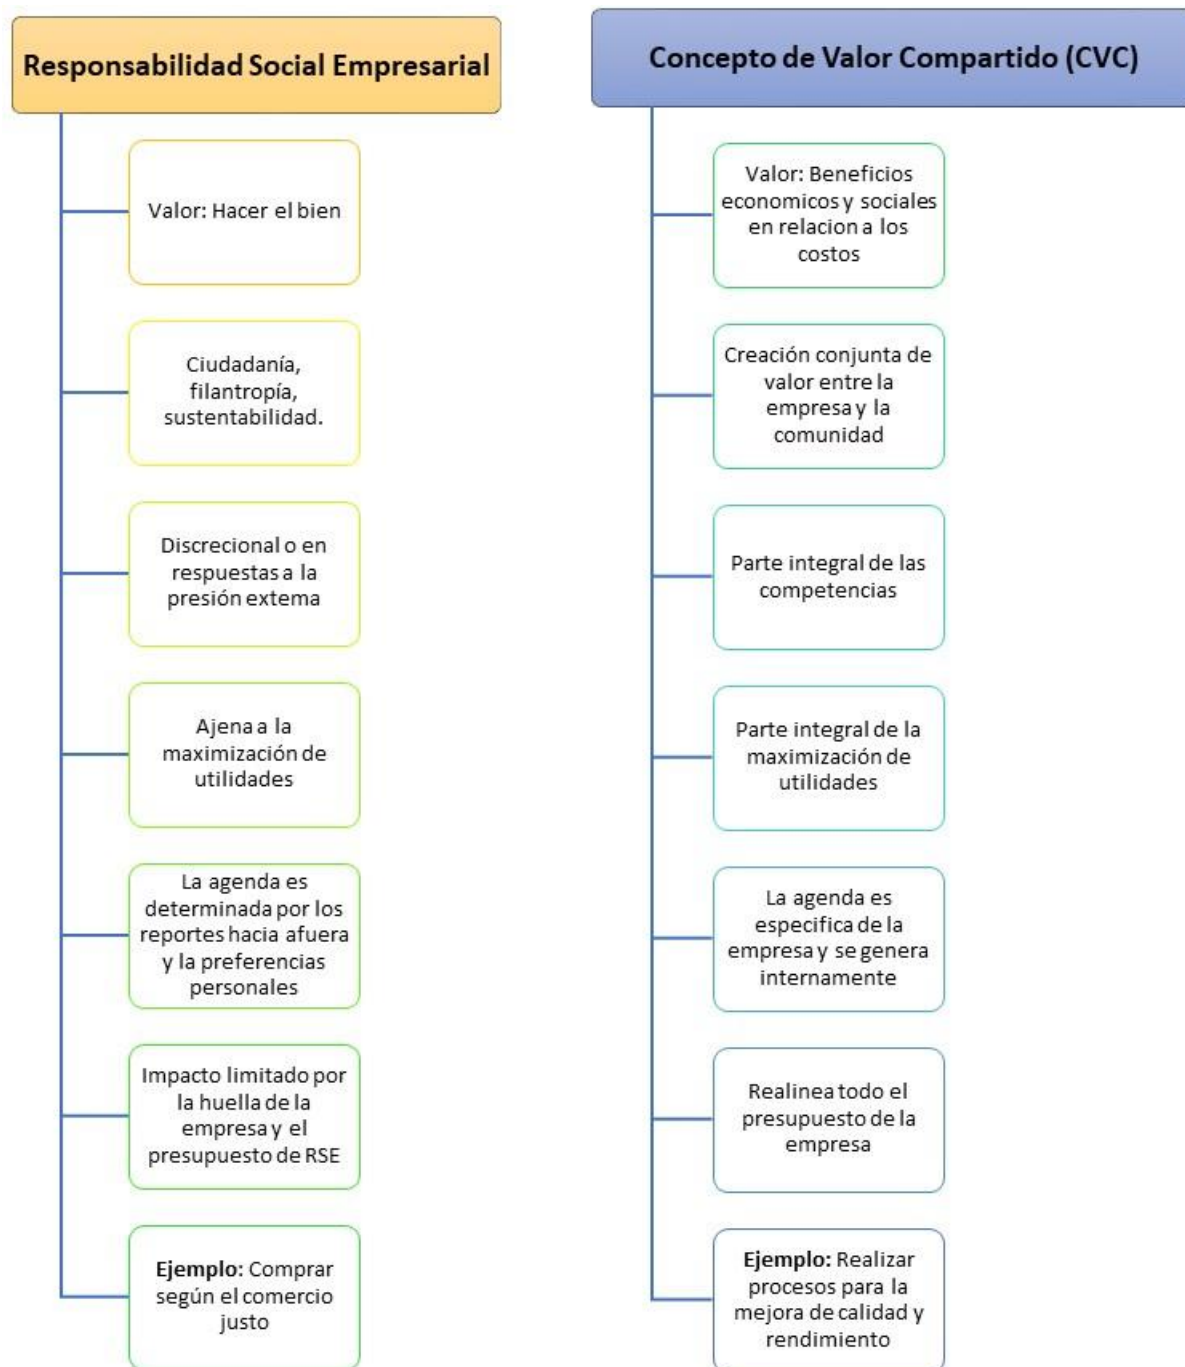 Responsabilidad Social Empresarial
Valor: Hacer el bien
Ciudadanía,
filantropía,
sustentabilidad.
Discrecional o en
respuestas a la
presión extema
Ajena a la
maximización de
utilidades
La agenda es
determinada por los
reportes hacia afuera
y la preferencias
personales
Impacto limitado por
la huella de la
empresa y el
presupuesto de RSE
Ejemplo: Comprar
según el comercio
justo
Concepto de Valor Compartido (CVC)
Valor: Beneficios
economicos y sociales
en relacion a los
costos
Creación conjunta de
valor entre la
empresa y la
comunidad
Parte integral de las
competencias
Parte integral de la
maximización de
utilidades
La agenda es
especifica de la
empresa y se genera
internamente
Realinea todo el
presupuesto de la
empresa
Ejemplo: Realizar
procesos para la
mejora de calidad y
rendimiento